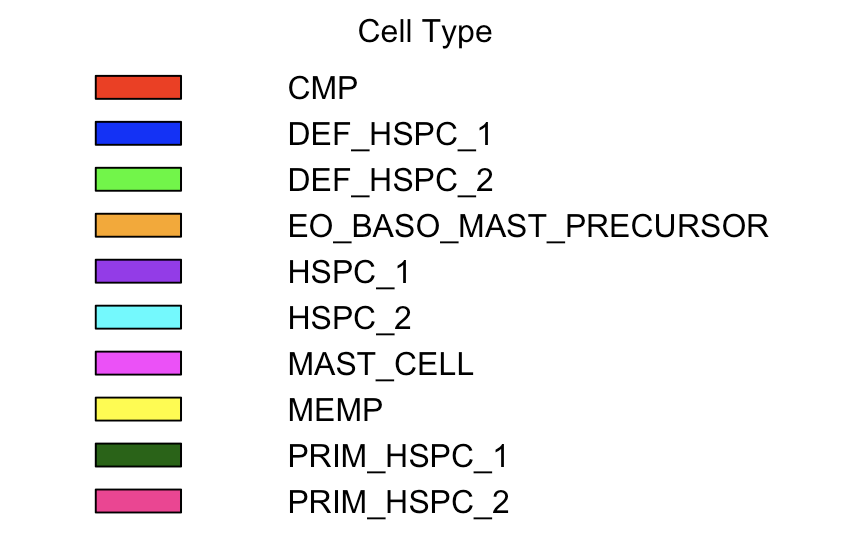 Cell Type
CMP
DEF_HSPC_1
DEF_HSPC_2
EO_BASO_MAST_PRECURSOR
HSPC_1
HSPC_2
MAST_CELL
MEMP
PRIM_HSPC_1
PRIM_HSPC_2